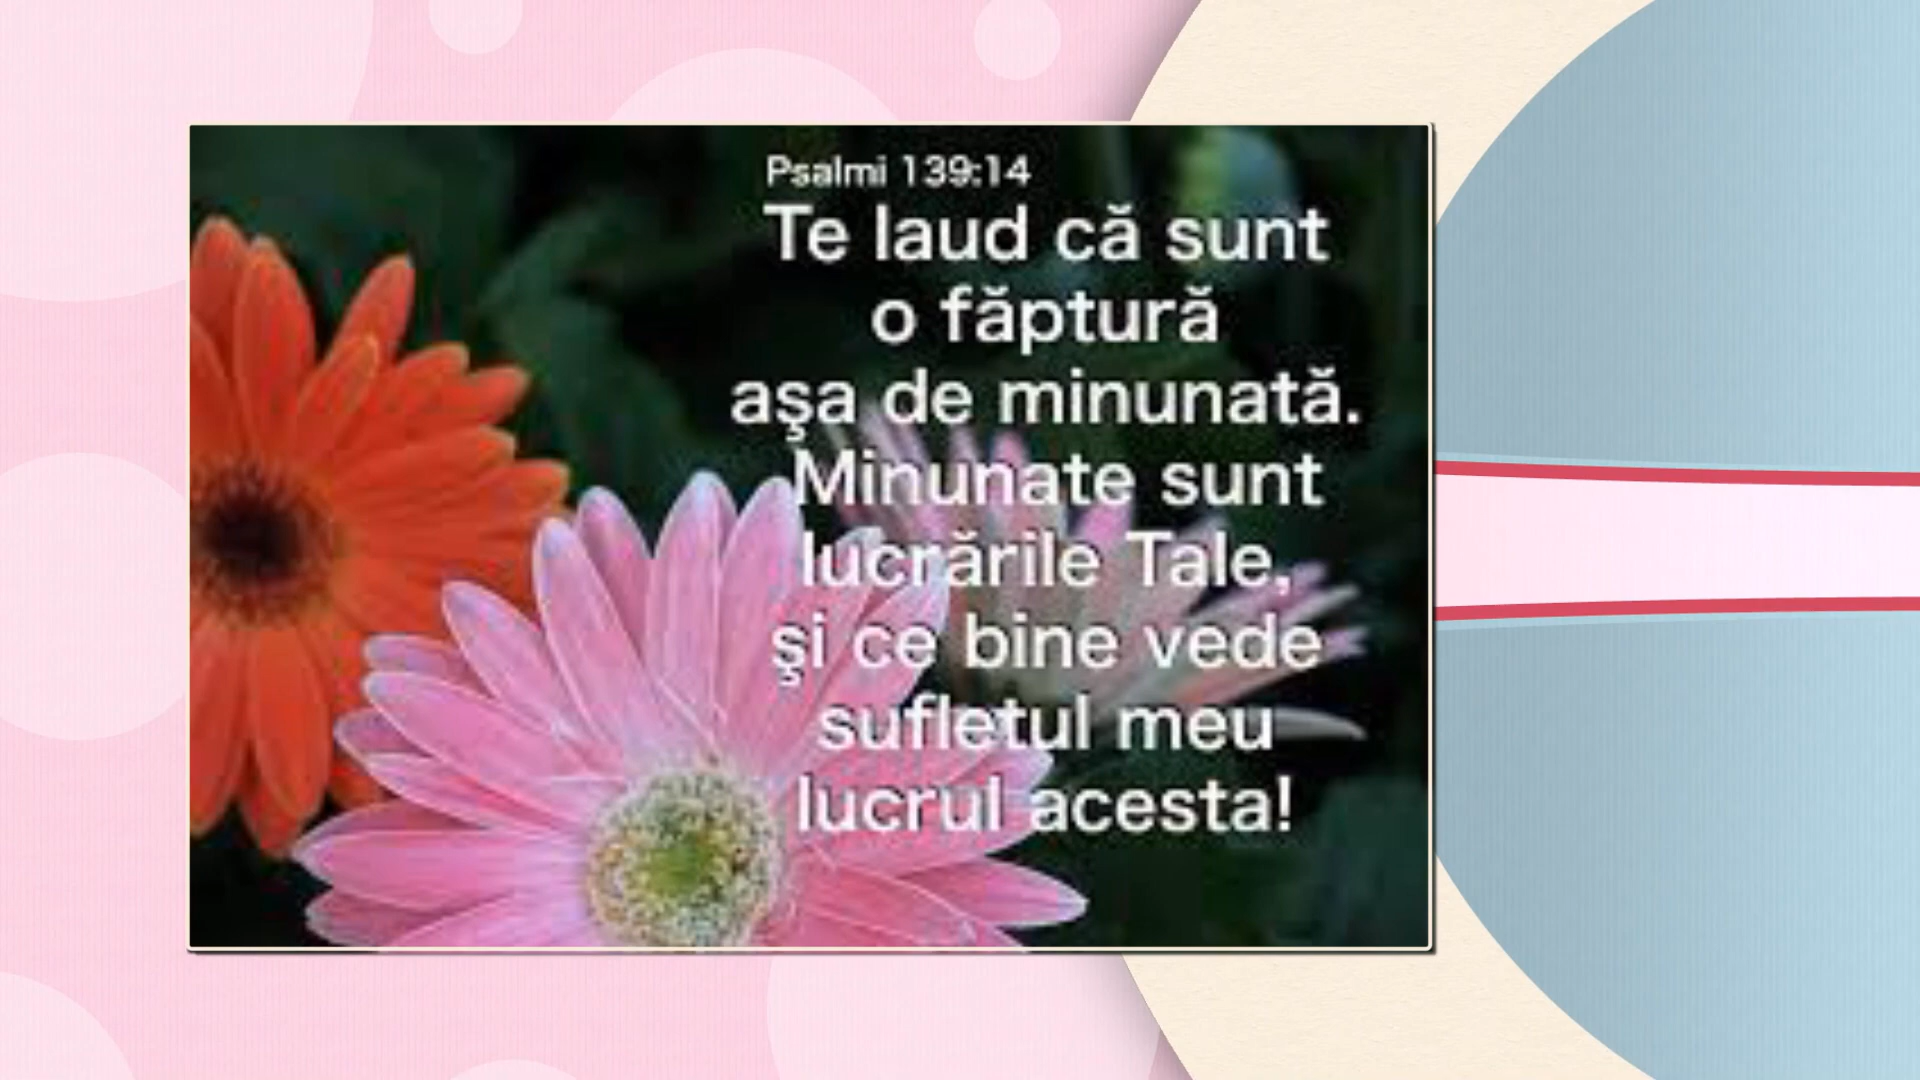 Psalmi 139:14
Te laud că sunt
o făptură
aşa de minunată.
Minunate sunt
lucrările Tale,
şi ce bine vede
sufletul meu
lucrul acesta!